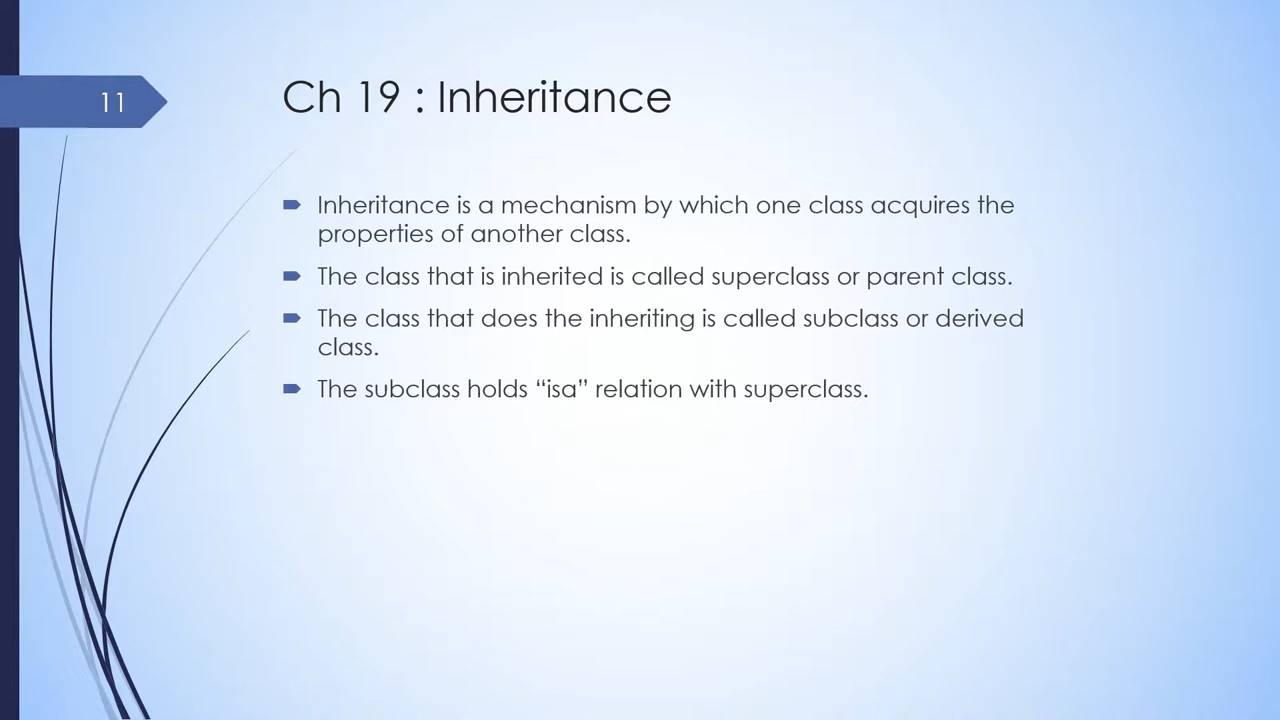 11
Ch 19 : Inheritance
Inheritance is a mechanism by which one class acquires the
properties of another class.
The class that is inherited is called superclass or parent class.
The class that does the inheriting is called subclass or derived
class.
The subclass holds “isa” relation with superclass.